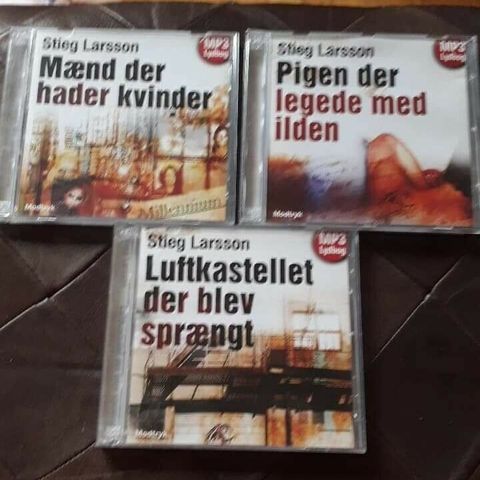 Stieg Larsson
MP3
Lydbog
Mænd der
hader kvinder
Millennium
Modtryk
Stieg Larsson
MP3
Lydbog
Pigen der
legede med
ilden
Modtryk
Stieg Larsson
MP3
Lydbog
Luftkastellet
der blev
sprængt
Modtryk